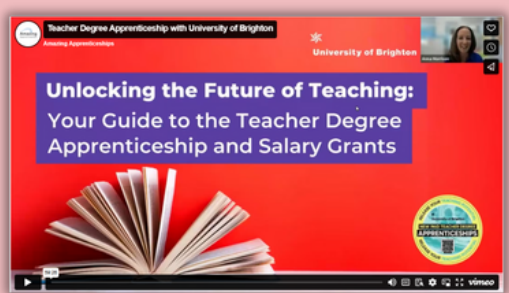 Teacher Degree Apprenticeship with University of Brighton
Amazing Apprenticeships
University of Brighton
Unlocking the Future of Teaching:
Your Guide to the Teacher Degree
Apprenticeship and Salary Grants
APPRENTICESHIPS
vimeo